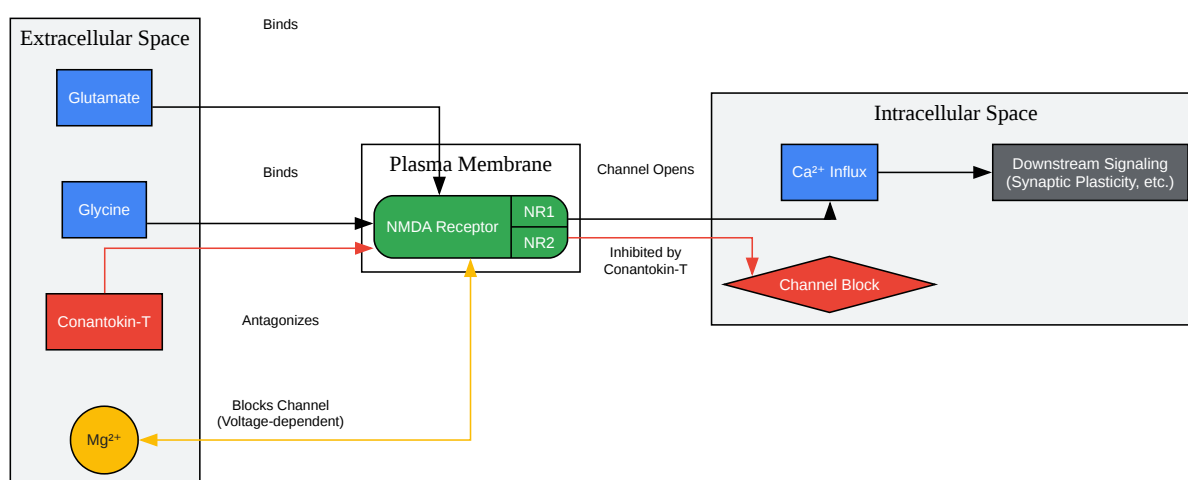 Binds
Extracellular Space
Glutamate
Binds
Glycine
Conantokin-T
Antagonizes
Blocks Channel
(Voltage-dependent)
Mg²⁺
Plasma Membrane
NMDA Receptor
NR1
NR2
Channel Opens
Inhibited by
Conantokin-T
Intracellular Space
Ca²⁺ Influx
Downstream Signaling
(Synaptic Plasticity, etc.)
Channel Block